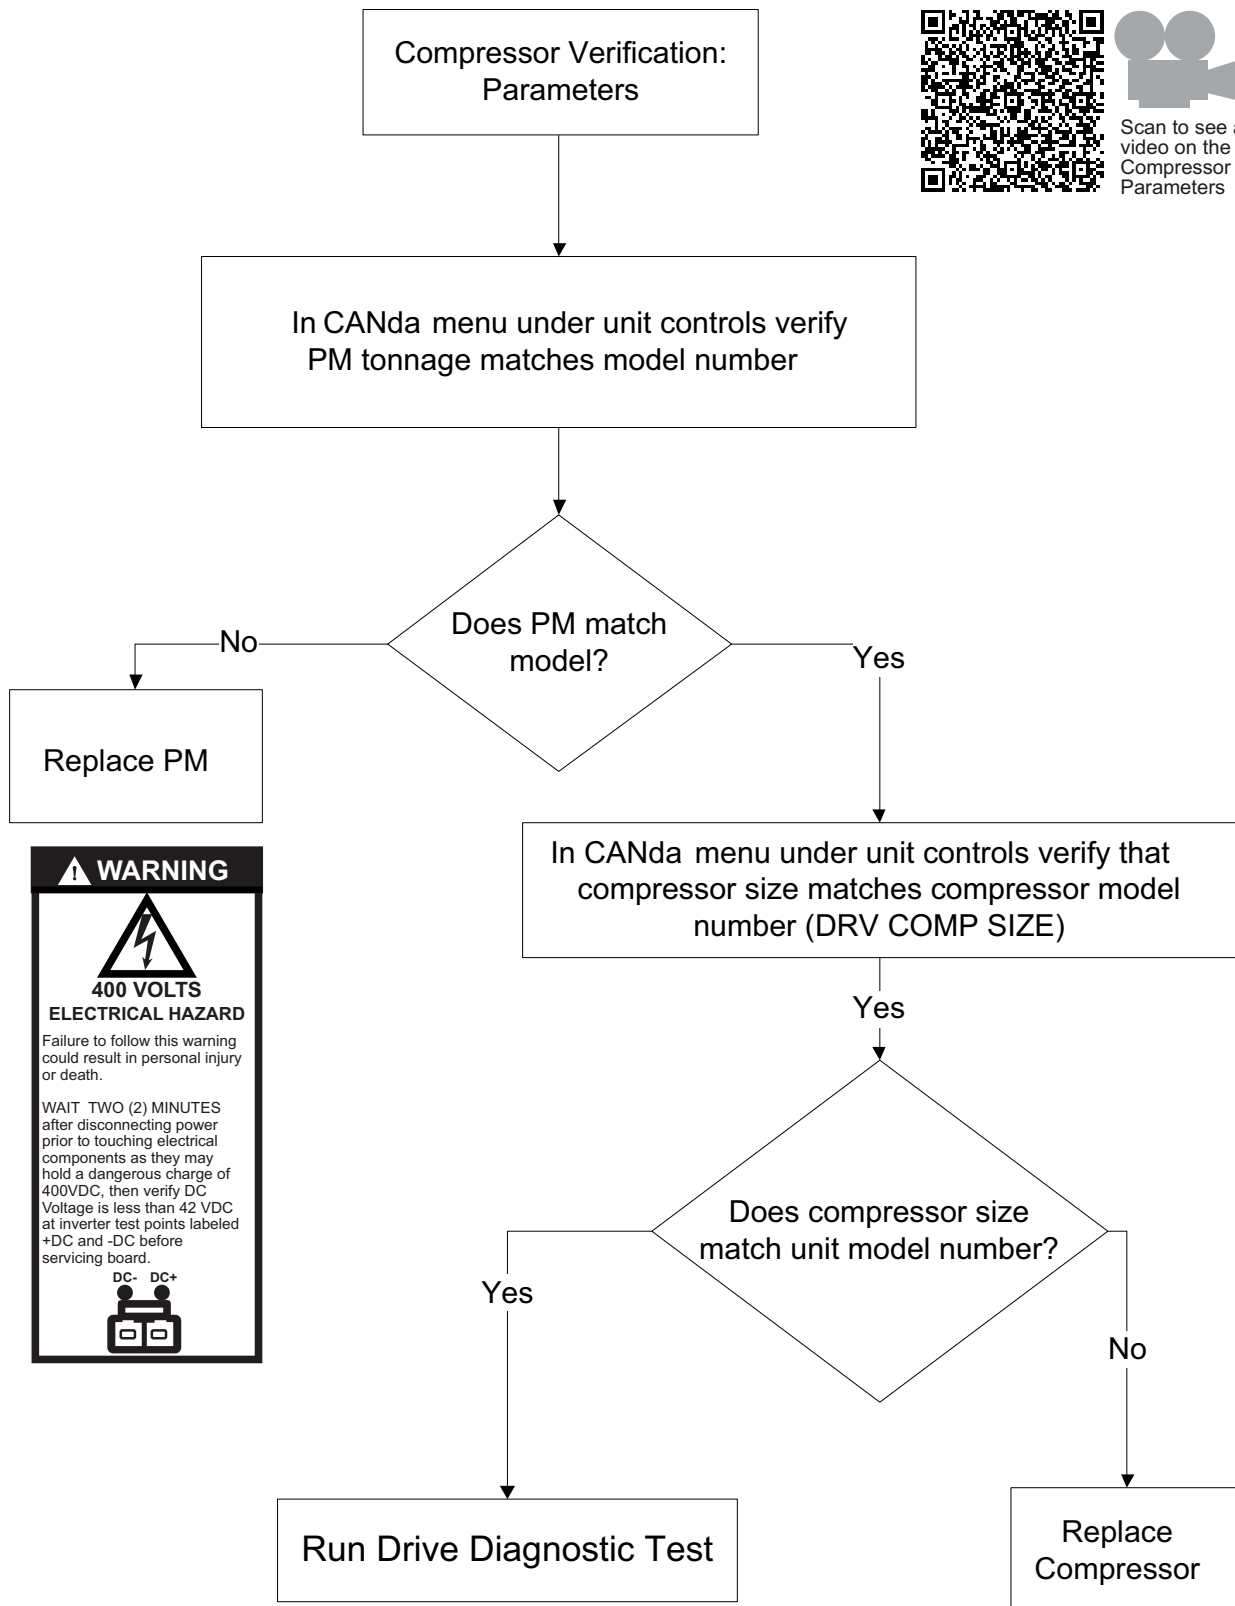 Compressor Verification:
Parameters
Scan to see a
video on the
Compressor
Parameters
In CANda menu under unit controls verify
PM tonnage matches model number
Does PM match
model?
No
Yes
Replace PM
In CANda menu under unit controls verify that
compressor size matches compressor model
number (DRV COMP SIZE)
! WARNING
400 VOLTS
ELECTRICAL HAZARD
Failure to follow this warning
could result in personal injury
or death.
WAIT TWO (2) MINUTES
after disconnecting power
prior to touching electrical
components as they may
hold a dangerous charge of
400VDC, then verify DC
Voltage is less than 42 VDC
at inverter test points labeled
+DC and -DC before
servicing board.
DC- DC+
Yes
Does compressor size
match unit model number?
Yes
No
Run Drive Diagnostic Test
Replace
Compressor